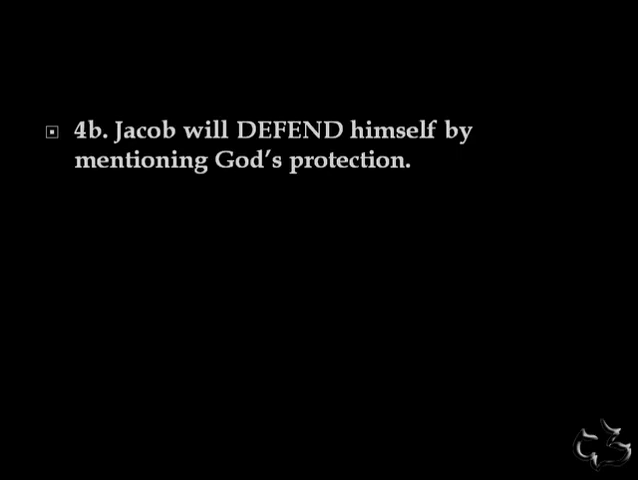 4b. Jacob will DEFEND himself by
mentioning God's protection.